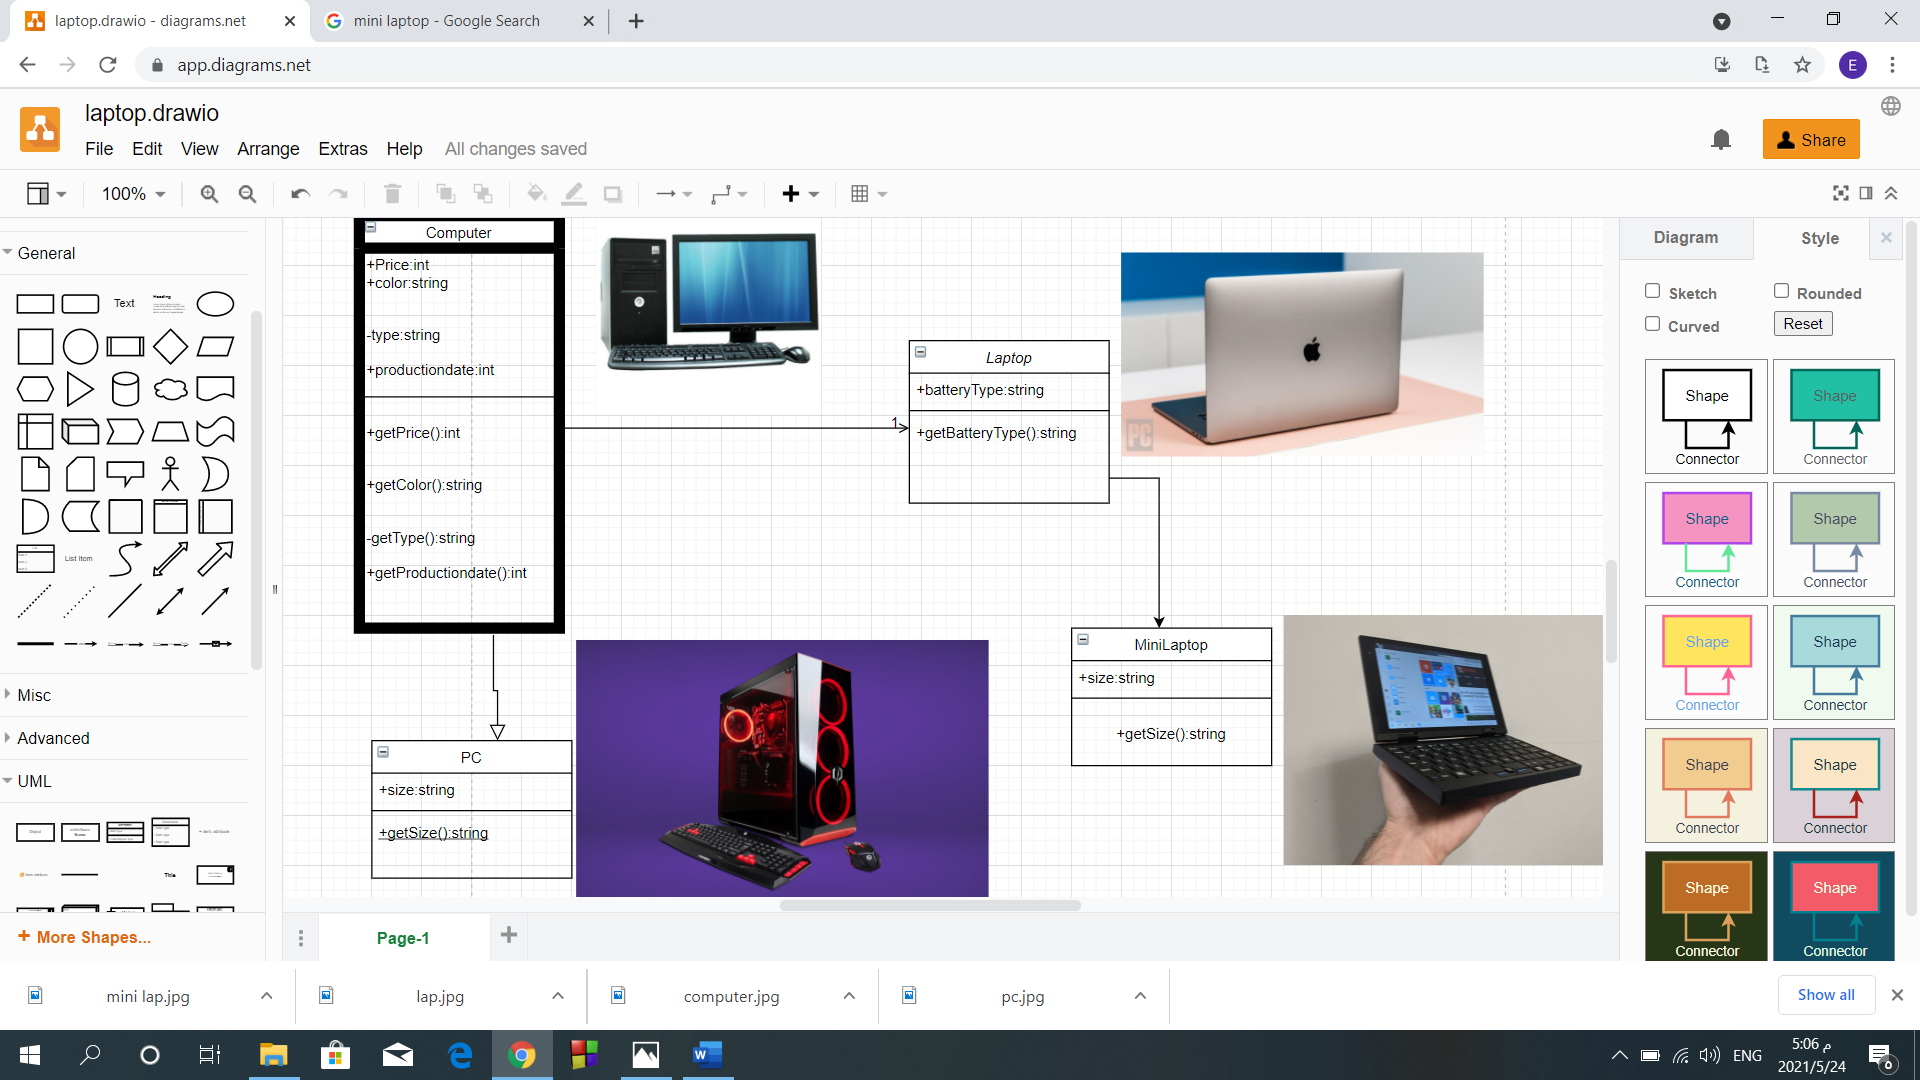 laptop.drawio - diagrams.net
mini laptop - Google Search
app.diagrams.net
E
laptop.drawio
File Edit View Arrange Extras Help All changes saved
Share
100%
General
Text
Heading
List Item
Misc
Advanced
UML
Title
+ More Shapes...
Computer
+Price:int
+color:string
-type:string
+productiondate:int
+getPrice():int
+getColor():string
-getType():string
+getProductiondate():int
1
Laptop
+batteryType:string
+getBatteryType():string
PC
MiniLaptop
+size:string
+getSize():string
PC
+size:string
+getSize():string
Diagram Style
Sketch Rounded
Curved Reset
Shape Shape
Connector Connector
Shape Shape
Connector Connector
Shape Shape
Connector Connector
Shape Shape
Connector Connector
Shape Shape
Connector Connector
Page-1
mini lap.jpg
lap.jpg
computer.jpg
pc.jpg
Show all
ENG
5:06 م
2021/5/24